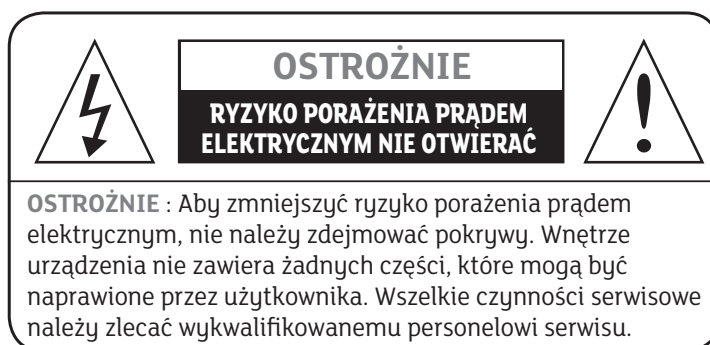 OSTROŻNIE
RYZYKO PORAŻENIA PRĄDEM
ELEKTRYCZNYM NIE OTWIERAĆ
OSTROŻNIE : Aby zmniejszyć ryzyko porażenia prądem
elektrycznym, nie należy zdejmować pokrywy. Wnętrze
urządzenia nie zawiera żadnych części, które mogą być
naprawione przez użytkownika. Wszelkie czynności serwisowe
należy zlecać wykwalifikowanemu personelowi serwisu.